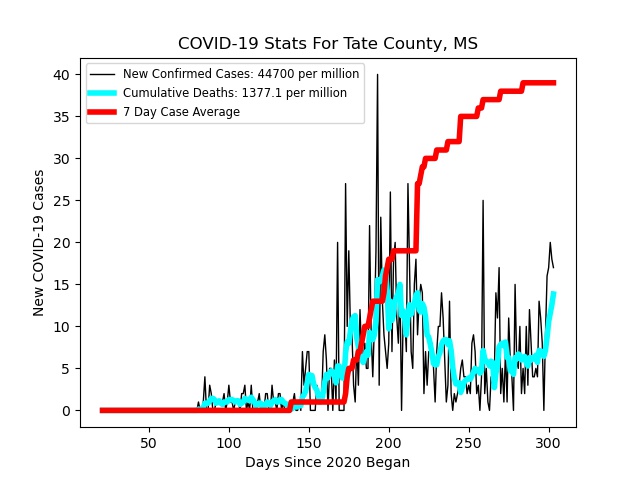 COVID-19 Stats For Tate County, MS
New Confirmed Cases: 44700 per million
Cumulative Deaths: 1377.1 per million
7 Day Case Average
New COVID-19 Cases
40
35
30
25
20
15
10
5
0
50 100 150 200 250 300
Days Since 2020 Began